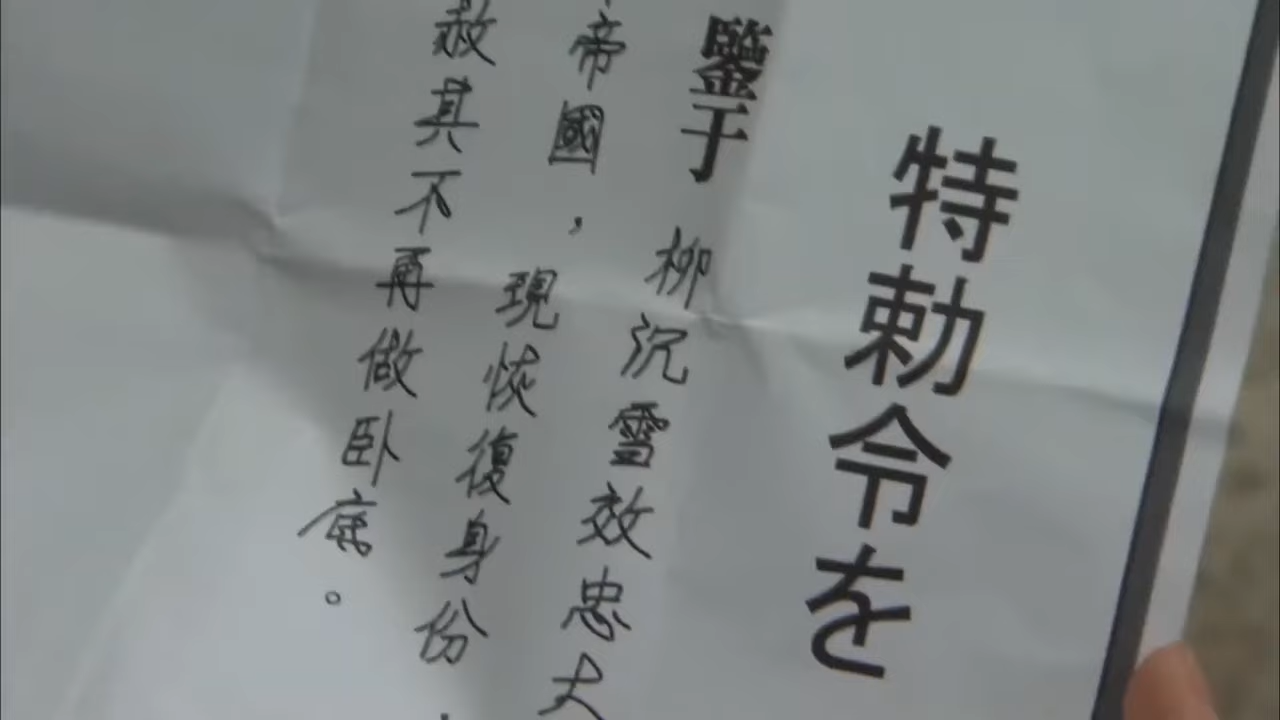 特勅令を
鑒于 柳沉雪效忠大
帝國，現恢復身份，
赦其不再做卧底。